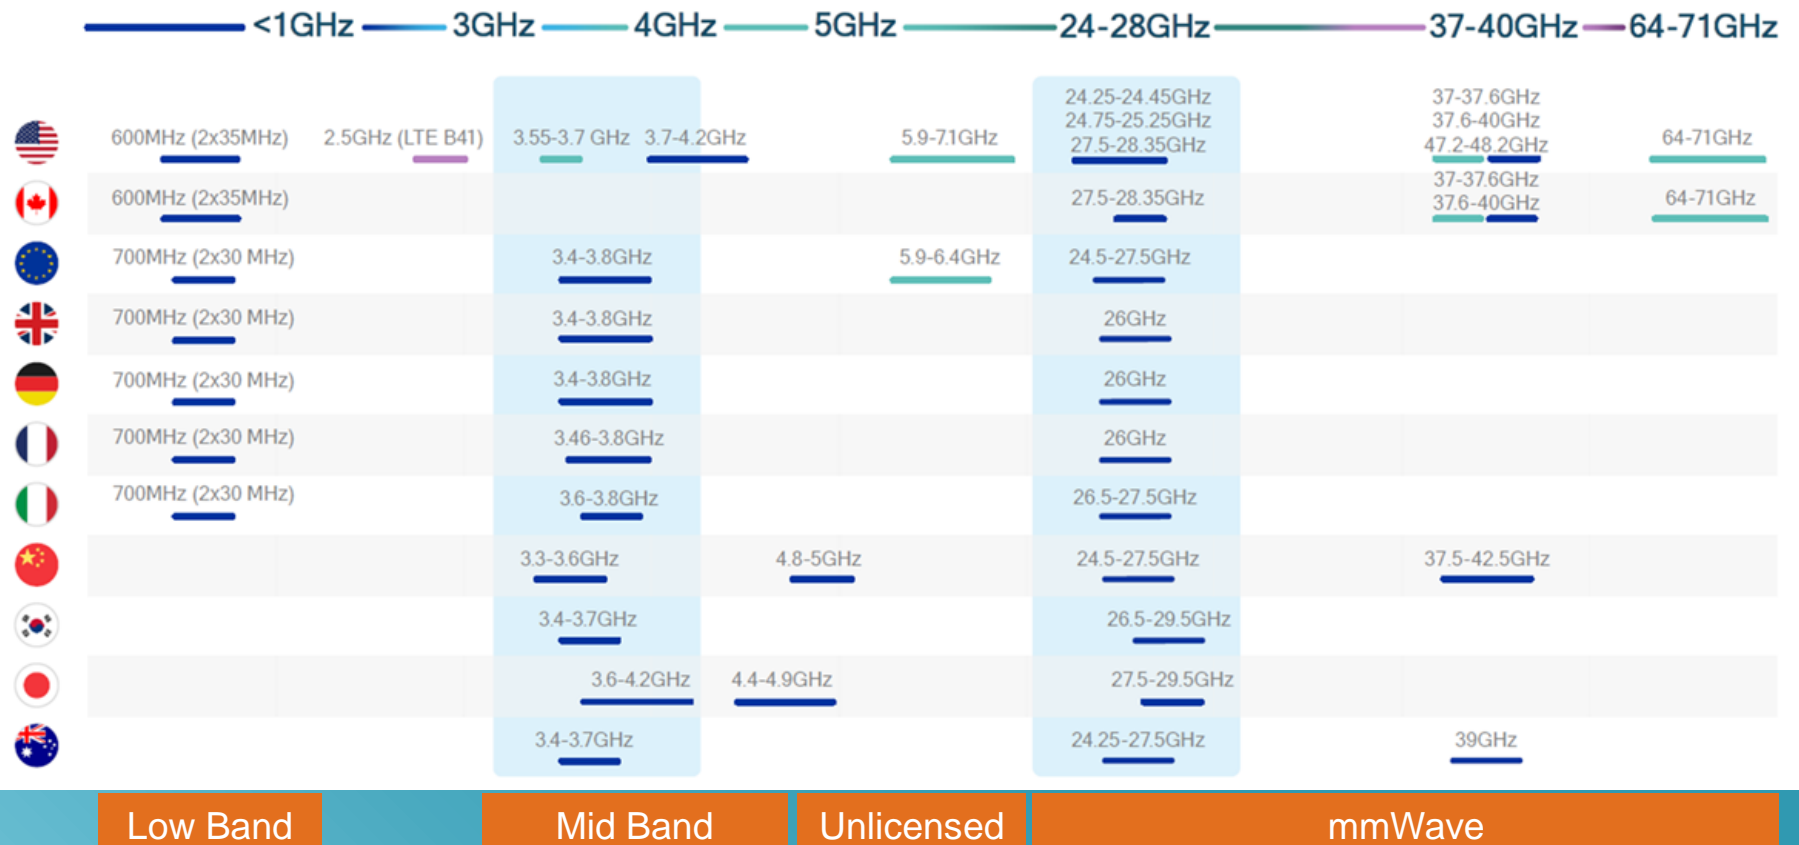 <1GHz 3GHz 4GHz 5GHz 24-28GHz 37-40GHz 64-71GHz
24.25-24.45GHz 37-37.6GHz
24.75-25.25GHz 37.6-40GHz
600MHz (2x35MHz) 2.5GHz (LTE B41) 3.55-3.7 GHz 3.7-4.2GHz 5.9-7.1GHz 27.5-28.35GHz 47.2-48.2GHz 64-71GHz
37-37.6GHz
600MHz (2x35MHz) 27.5-28.35GHz 37.6-40GHz 64-71GHz
700MHz (2x30 MHz) 3.4-3.8GHz 5.9-6.4GHz 24.5-27.5GHz
700MHz (2x30 MHz) 3.4-3.8GHz 26GHz
700MHz (2x30 MHz) 3.4-3.8GHz 26GHz
700MHz (2x30 MHz) 3.46-3.8GHz 26GHz
700MHz (2x30 MHz) 3.6-3.8GHz 26.5-27.5GHz
3.3-3.6GHz 4.8-5GHz 24.5-27.5GHz 37.5-42.5GHz
3.4-3.7GHz 26.5-29.5GHz
3.6-4.2GHz 4.4-4.9GHz 27.5-29.5GHz
3.4-3.7GHz 24.25-27.5GHz 39GHz
Low Band Mid Band Unlicensed mmWave